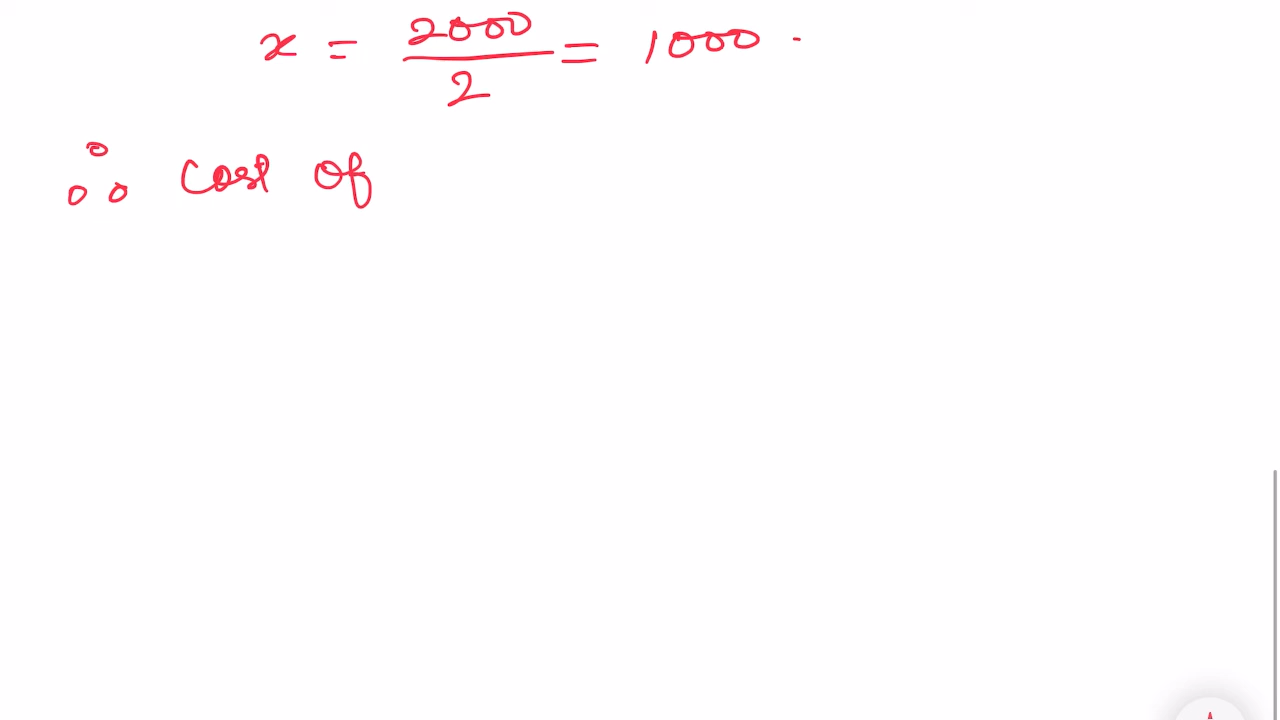 x = 2000/2 = 1000 .
∴ cost of